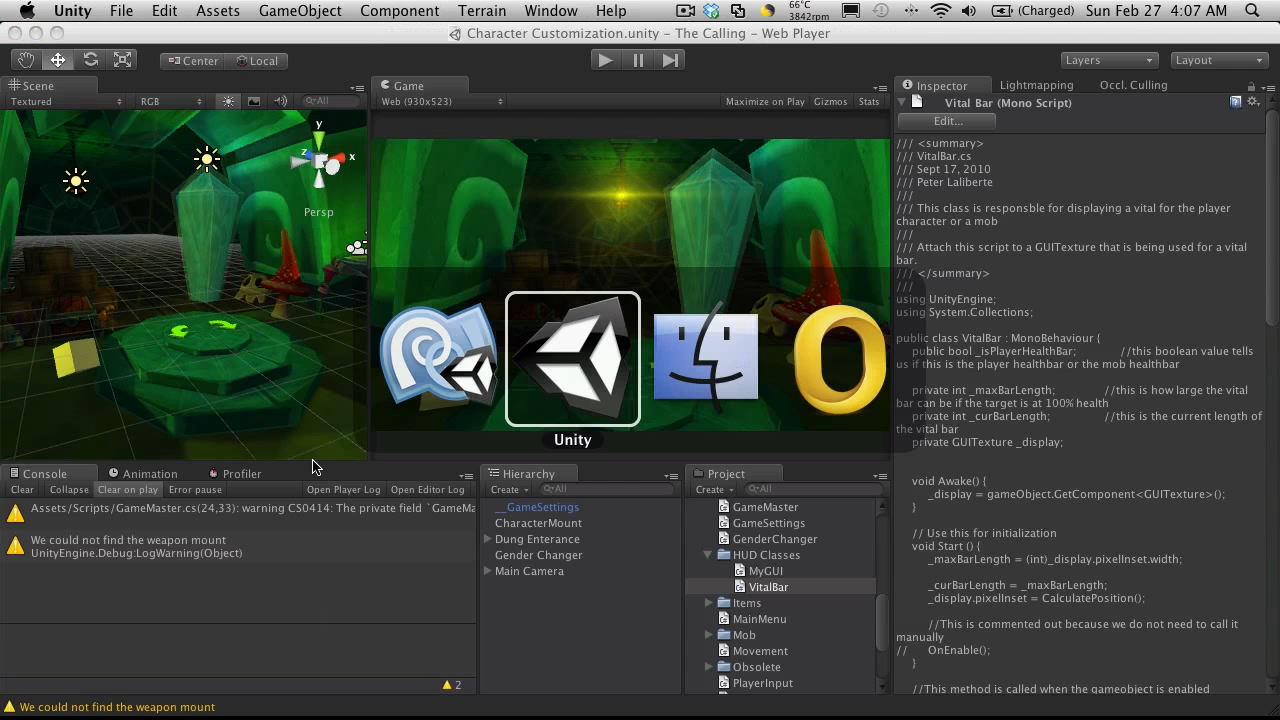 Unity File Edit Assets GameObject Component Terrain Window Help 66°C 3842rpm (Charged) Sun Feb 27 4:07 AM
Character Customization.unity – The Calling – Web Player
Center Local Layers Layout
Scene Game Inspector Lightmapping Occl. Culling
Textured RGB All Web (930x523) Maximize on Play Gizmos Stats
Vital Bar (Mono Script)
Edit...
y
z
x
Persp
/// <summary>
/// VitalBar.cs
/// Sept 17, 2010
/// Peter Laliberte
///
/// This class is responsble for displaying a vital for the player
character or a mob
///
/// Attach this script to a GUITexture that is being used for a vital
bar.
/// </summary>
///
using UnityEngine;
using System.Collections;
public class VitalBar : MonoBehaviour {
public bool _isPlayerHealthBar; //this boolean value tells
us if this is the player healthbar or the mob healthbar
private int _maxBarLength; //this is how large the vital
bar can be if the target is at 100% health
private int _curBarLength; //this is the current length of
the vital bar
private GUITexture _display;
void Awake() {
_display = gameObject.GetComponent<GUITexture>();
}
// Use this for initialization
void Start () {
_maxBarLength = (int)_display.pixelInset.width;
_curBarLength = _maxBarLength;
_display.pixelInset = CalculatePosition();
//This is commented out because we do not need to call it
manually
// OnEnable();
}
//This method is called when the gameobject is enabled
Unity
Console Animation Profiler
Clear Collapse Clear on play Error pause Open Player Log Open Editor Log
Assets/Scripts/GameMaster.cs(24,33): warning CS0414: The private field `GameMa
We could not find the weapon mount
UnityEngine.Debug:LogWarning(Object)
2
Hierarchy
Create All
__GameSettings
CharacterMount
Dung Enterance
Gender Changer
Main Camera
Project
Create All
GameMaster
GameSettings
GenderChanger
HUD Classes
MyGUI
VitalBar
Items
MainMenu
Mob
Movement
Obsolete
PlayerInput
We could not find the weapon mount